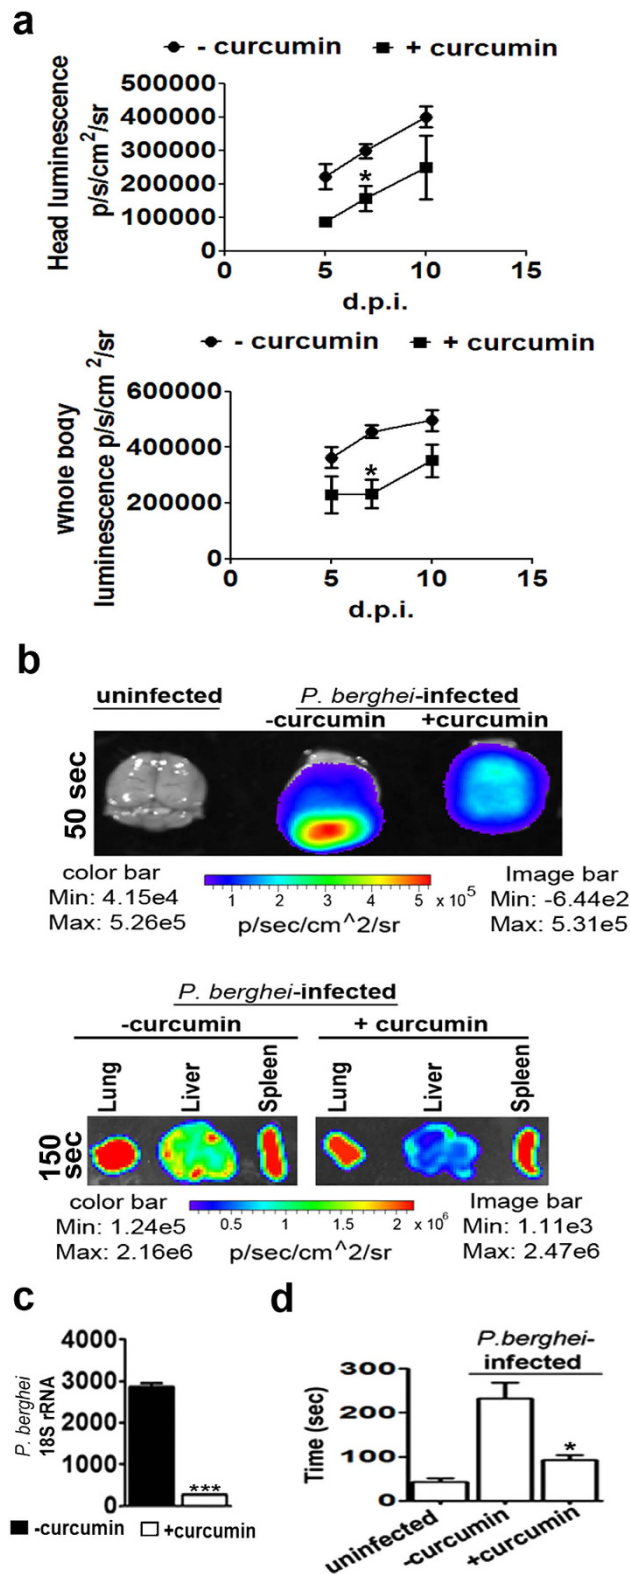 a
- curcumin + curcumin
Head luminescence
p/s/cm²/sr
500000
400000
300000
200000
100000
0
*
0 5 10 15
d.p.i.
- curcumin + curcumin
Whole body
luminescence p/s/cm²/sr
600000
400000
200000
0
*
0 5 10 15
d.p.i.
b
uninfected P. berghei-infected
-curcumin +curcumin
50 sec
color bar Image bar
Min: 4.15e4 1 2 3 4 5 x 10⁵ Min: -6.44e2
Max: 5.26e5 p/sec/cm^2/sr Max: 5.31e5
P. berghei-infected
-curcumin + curcumin
Lung Liver Spleen Lung Liver Spleen
150
sec
color bar Image bar
Min: 1.24e5 0.5 1 1.5 2 x 10⁶ Min: 1.11e3
Max: 2.16e6 p/sec/cm^2/sr Max: 2.47e6
c
P. berghei
18S rRNA
4000
3000
2000
1000
0
***
-curcumin +curcumin
d
P.berghei-
infected
Time (sec)
300
200
100
0
*
uninfected
-curcumin
+curcumin